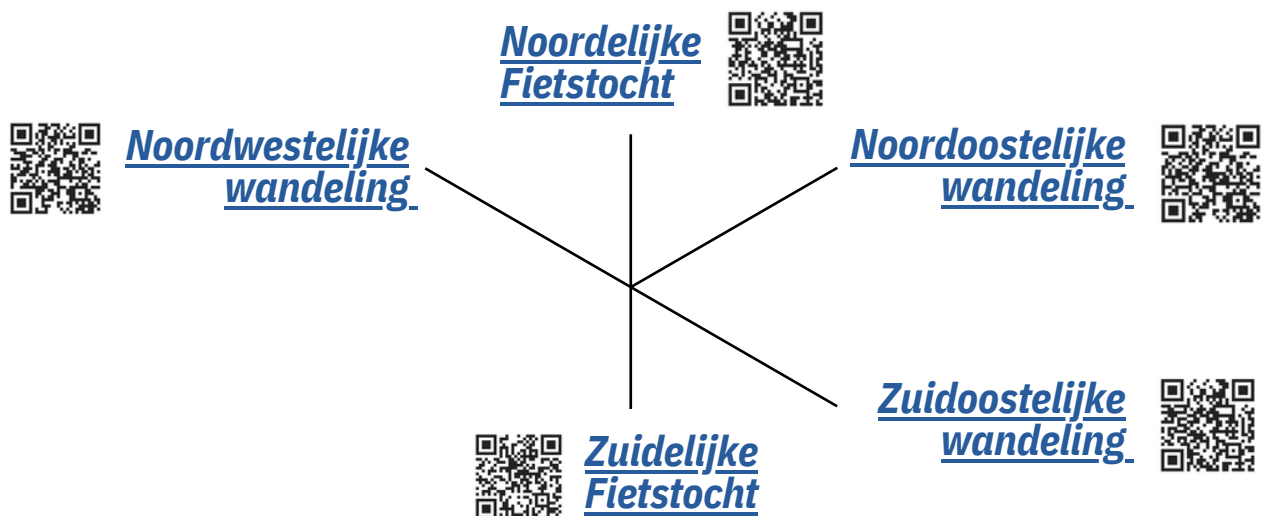 Noordelijke
Fietstocht
Noordwestelijke
wandeling
Noordoostelijke
wandeling
Zuidoostelijke
wandeling
Zuidelijke
Fietstocht